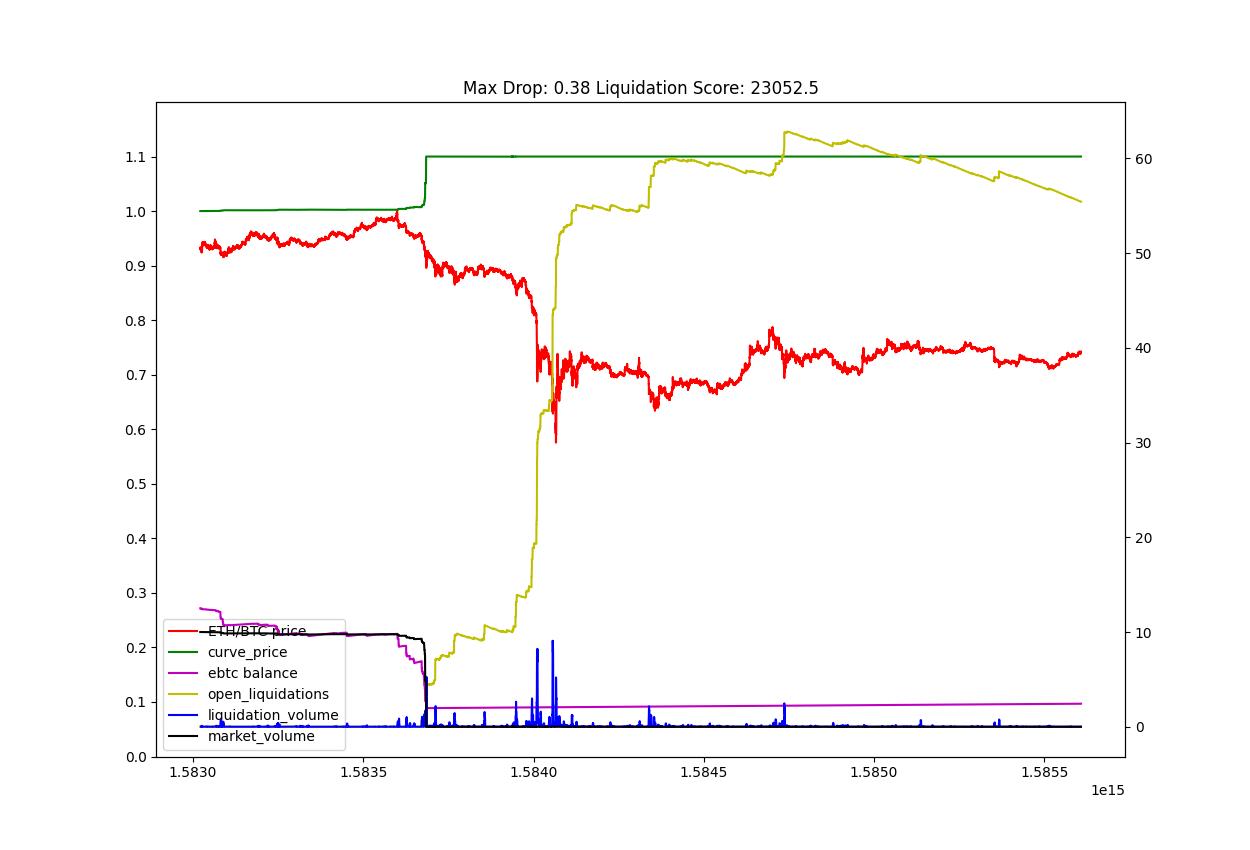 Max Drop: 0.38 Liquidation Score: 23052.5
1.1
1.0
0.9
0.8
0.7
0.6
0.5
0.4
0.3
0.2
0.1
0.0
60
50
40
30
20
10
0
ETH/BTC price
curve_price
ebtc balance
open_liquidations
liquidation_volume
market_volume
1.5830 1.5835 1.5840 1.5845 1.5850 1.5855
1e15